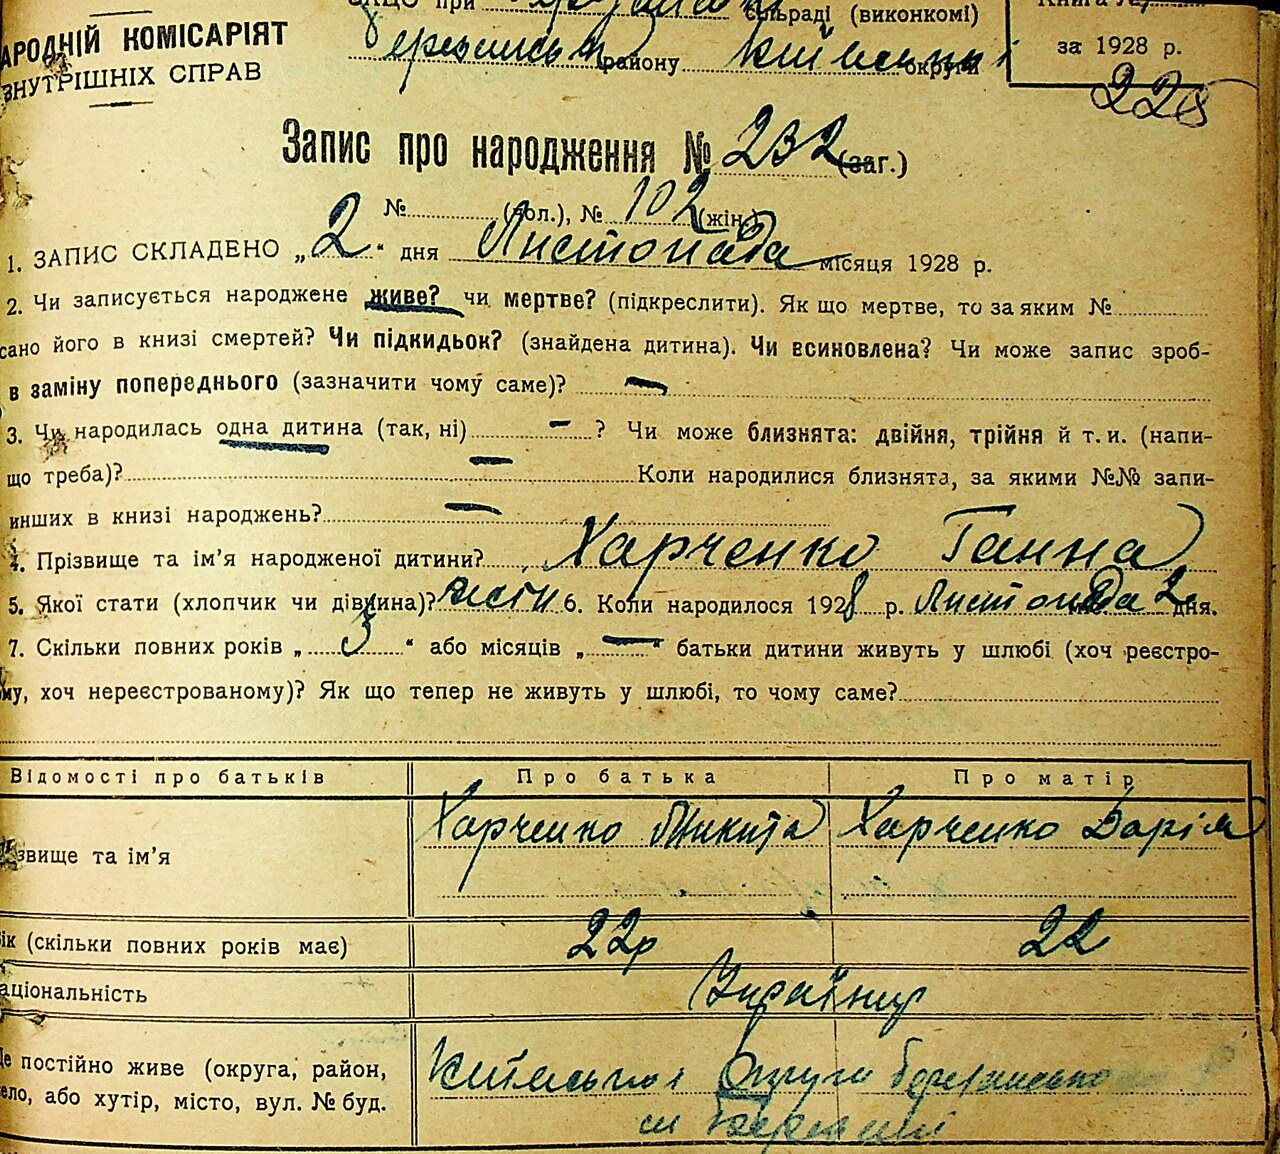 ЗАЦС при сільраді (виконкомі)
АРОДНІЙ КОМІСАРІЯТ
ВНУТРІШНІХ СПРАВ
району Київської округи
за 1928 р.
228
Запис про народження № 232 (заг.)
№ (чол.), № 102 (жін.)
1. ЗАПИС СКЛАДЕНО „2“ дня Листопада місяця 1928 р.
2. Чи записується народжене живе? чи мертве? (підкреслити). Як що мертве, то за яким №
сано його в книзі смертей? Чи підкидьок? (знайдена дитина). Чи всиновлена? Чи може запис зроб-
в заміну попереднього (зазначити чому саме)? —
3. Чи народилась одна дитина (так, ні) — ? Чи може близнята: двійня, трійня й т. и. (напи-
що треба)? — Коли народилися близнята, за якими №№ запи-
инших в книзі народжень? —
4. Прізвище та ім’я народженої дитини? Харченко Ганна
5. Якої стати (хлопчик чи дівчина)? 6. Коли народилося 1928 р. Листопада 2 дня.
7. Скільки повних років „3“ або місяців „—“ батьки дитини живуть у шлюбі (хоч реєстро-
му, хоч нереєстрованому)? Як що тепер не живуть у шлюбі, то чому саме?
Відомості про батьків Про батька Про матір
звище та ім’я Харченко Микита Харченко Дарія
ік (скільки повних років має) 22р 22
аціональність Українці
Де постійно живе (округа, район, Київської Округи
ело, або хутір, місто, вул. № буд.